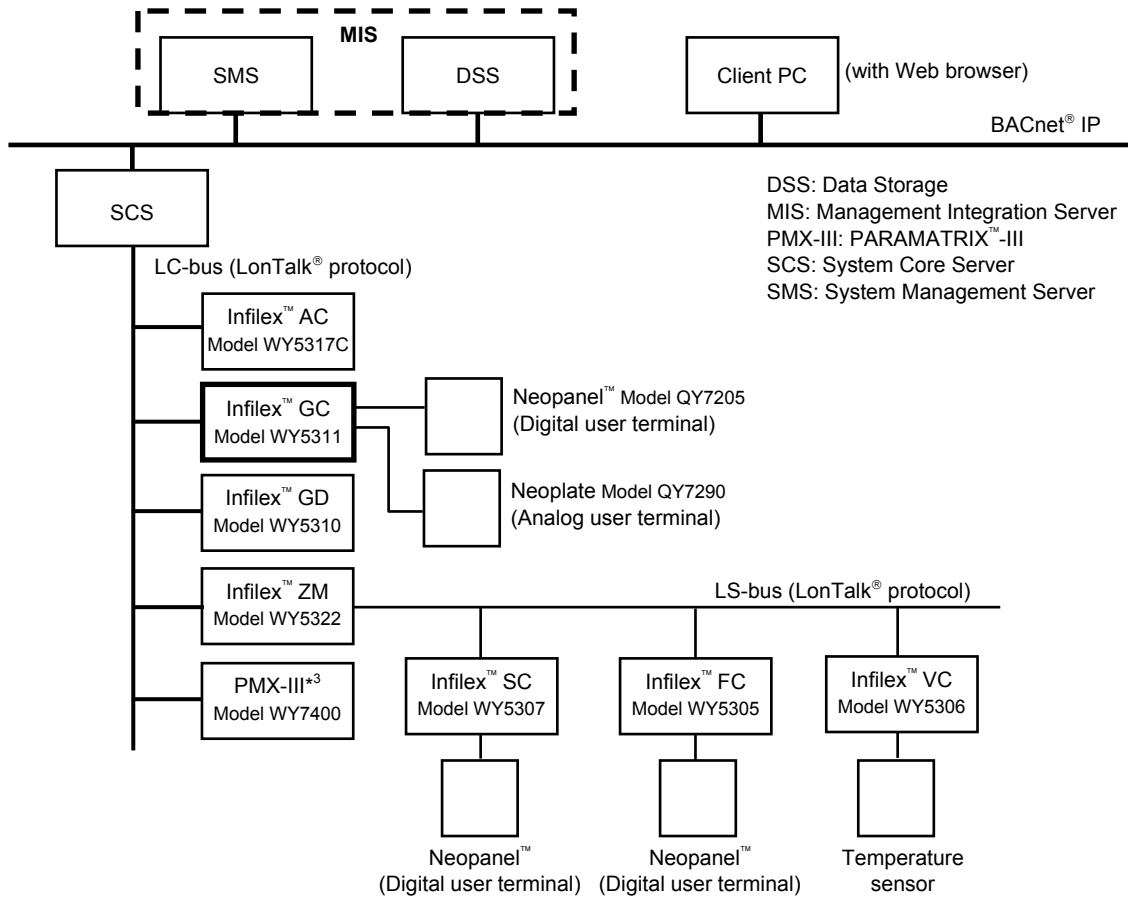 MIS
SMS
DSS
Client PC
(with Web browser)
BACnet® IP
SCS
DSS: Data Storage
MIS: Management Integration Server
PMX-III: PARAMATRIX™-III
SCS: System Core Server
SMS: System Management Server
LC-bus (LonTalk® protocol)
Infilex™ AC
Model WY5317C
Infilex™ GC
Model WY5311
Neopanel™ Model QY7205
(Digital user terminal)
Neoplate Model QY7290
(Analog user terminal)
Infilex™ GD
Model WY5310
Infilex™ ZM
Model WY5322
LS-bus (LonTalk® protocol)
PMX-III*3
Model WY7400
Infilex™ SC
Model WY5307
Infilex™ FC
Model WY5305
Infilex™ VC
Model WY5306
Neopanel™
(Digital user terminal)
Neopanel™
(Digital user terminal)
Temperature
sensor